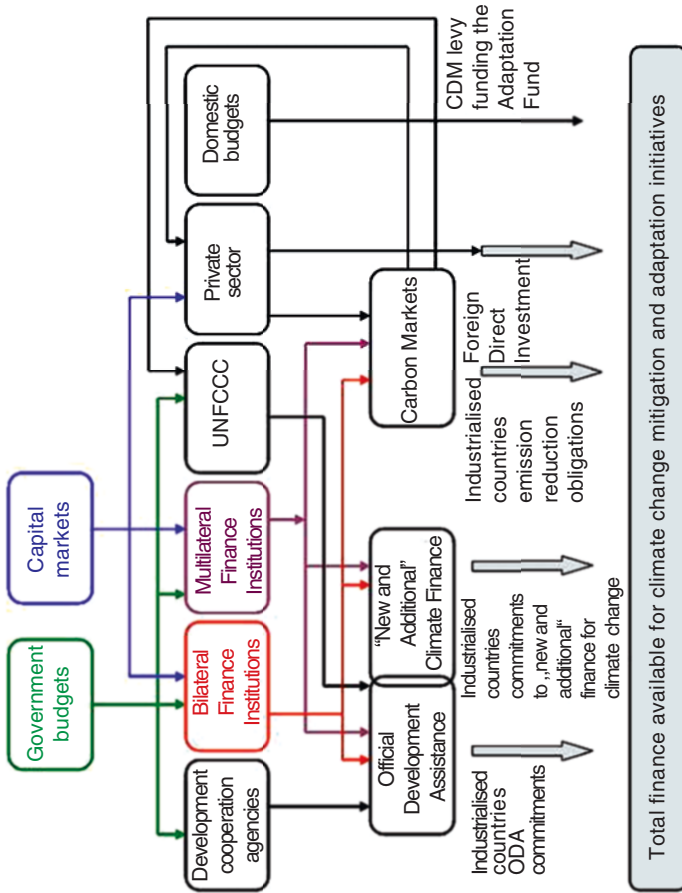 Government
budgets
Capital
markets
Development
cooperation
agencies
Bilateral
Finance
Institutions
Multilateral
Finance
Institutions
UNFCCC
Private
sector
Domestic
budgets
Official
Development
Assistance
“New and
Additional”
Climate Finance
Carbon Markets
Industrialised
countries
ODA
commitments
Industrialised
countries
commitments
to „new and
additional“
finance for
climate change
Industrialised
countries
emission
reduction
obligations
Foreign
Direct
Investment
CDM levy
funding the
Adaptation
Fund
Total finance available for climate change mitigation and adaptation initiatives